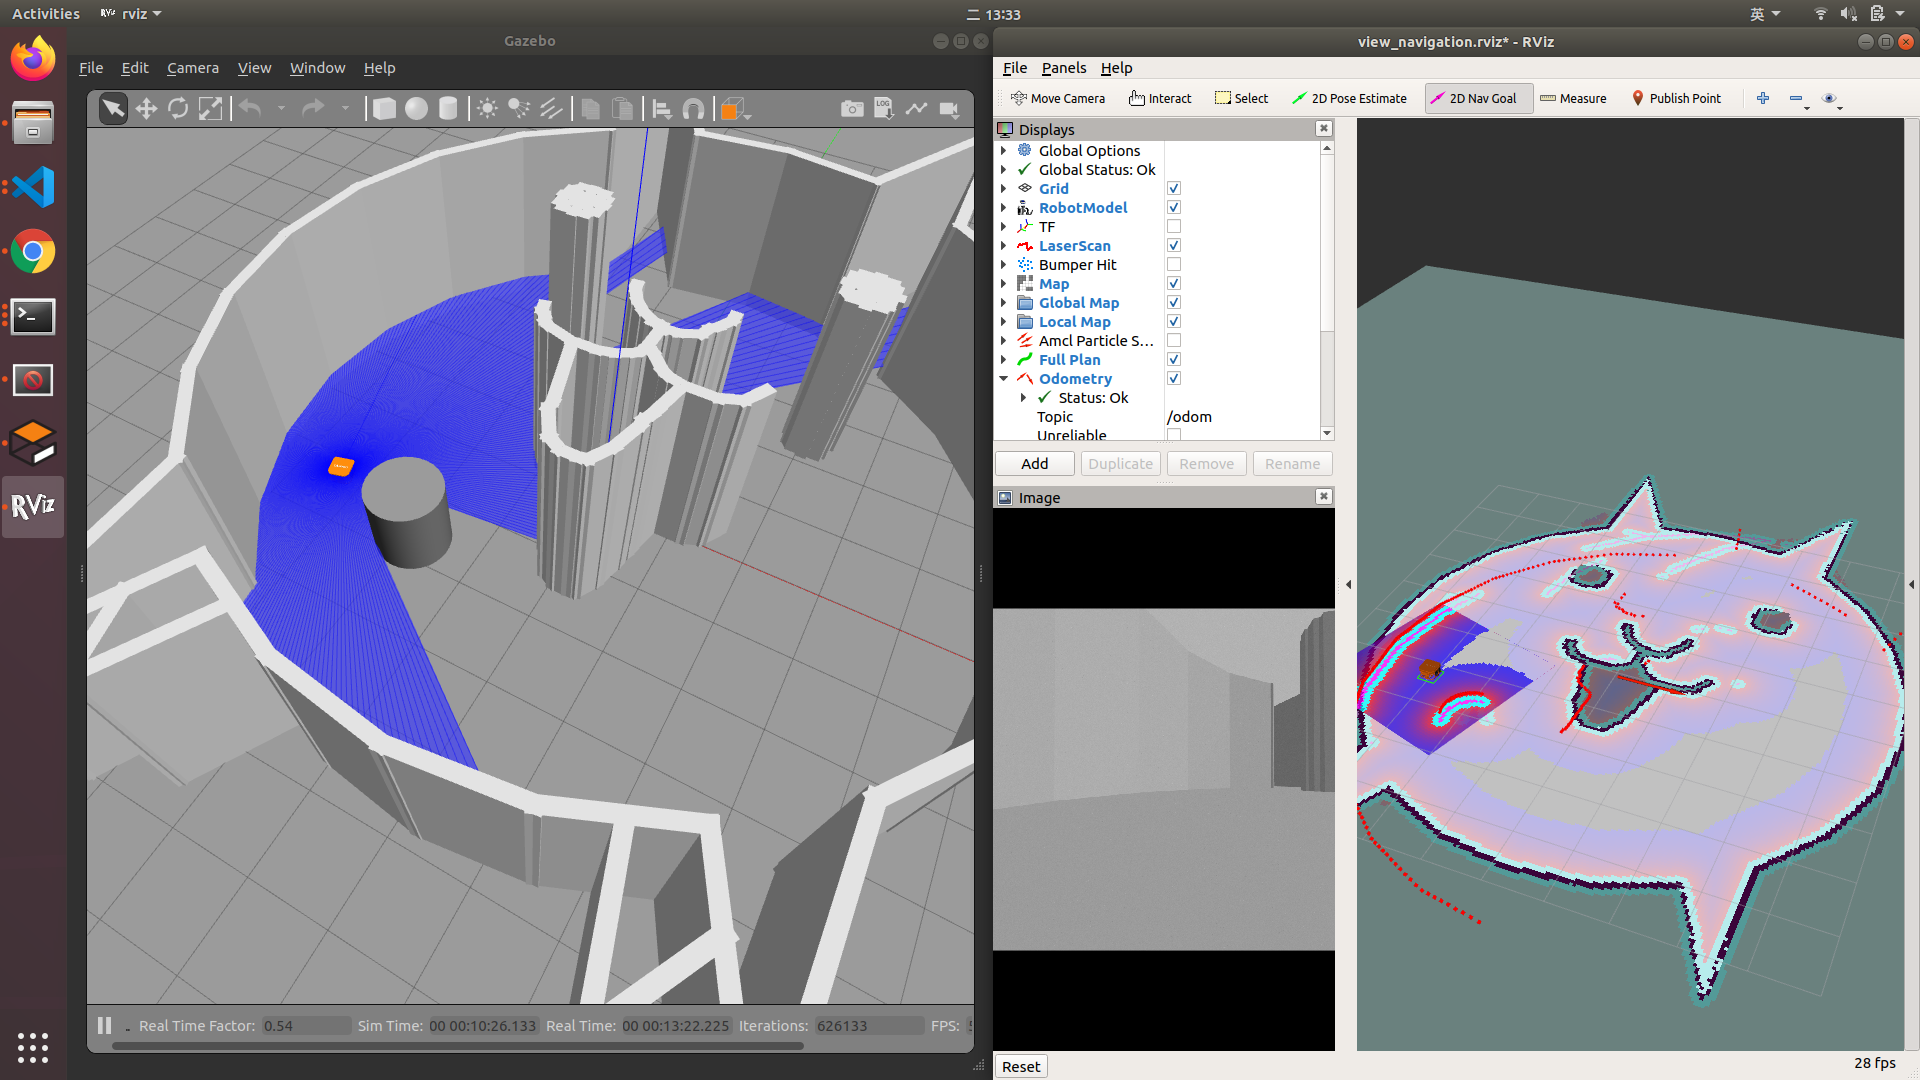 Activities
rviz
二 13:33
英
Gazebo
File Edit Camera View Window Help
LOG
view_navigation.rviz* - RViz
File Panels Help
Move Camera Interact Select 2D Pose Estimate 2D Nav Goal Measure Publish Point
Displays
Global Options
Global Status: Ok
Grid
RobotModel
TF
LaserScan
Bumper Hit
Map
Global Map
Local Map
Amcl Particle S...
Full Plan
Odometry
Status: Ok
Topic /odom
Unreliable
Add Duplicate Remove Rename
Image
RViz
Real Time Factor: 0.54 Sim Time: 00 00:10:26.133 Real Time: 00 00:13:22.225 Iterations: 626133 FPS:
Reset
28 fps